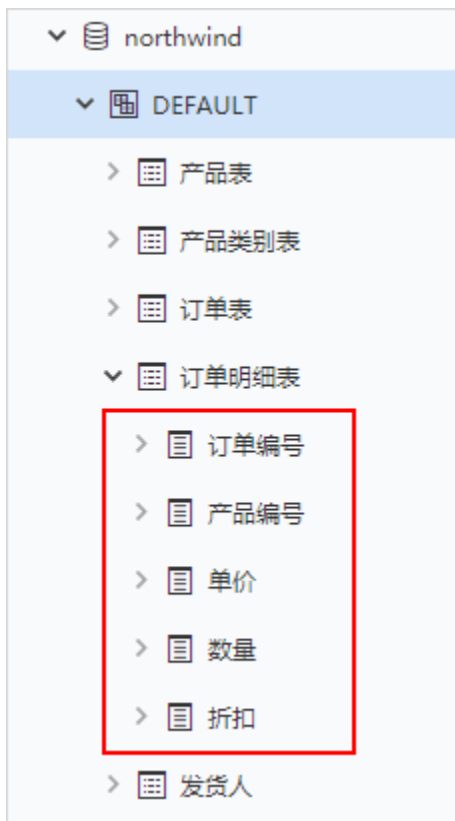 northwind
DEFAULT
产品表
产品类别表
订单表
订单明细表
订单编号
产品编号
单价
数量
折扣
发货人